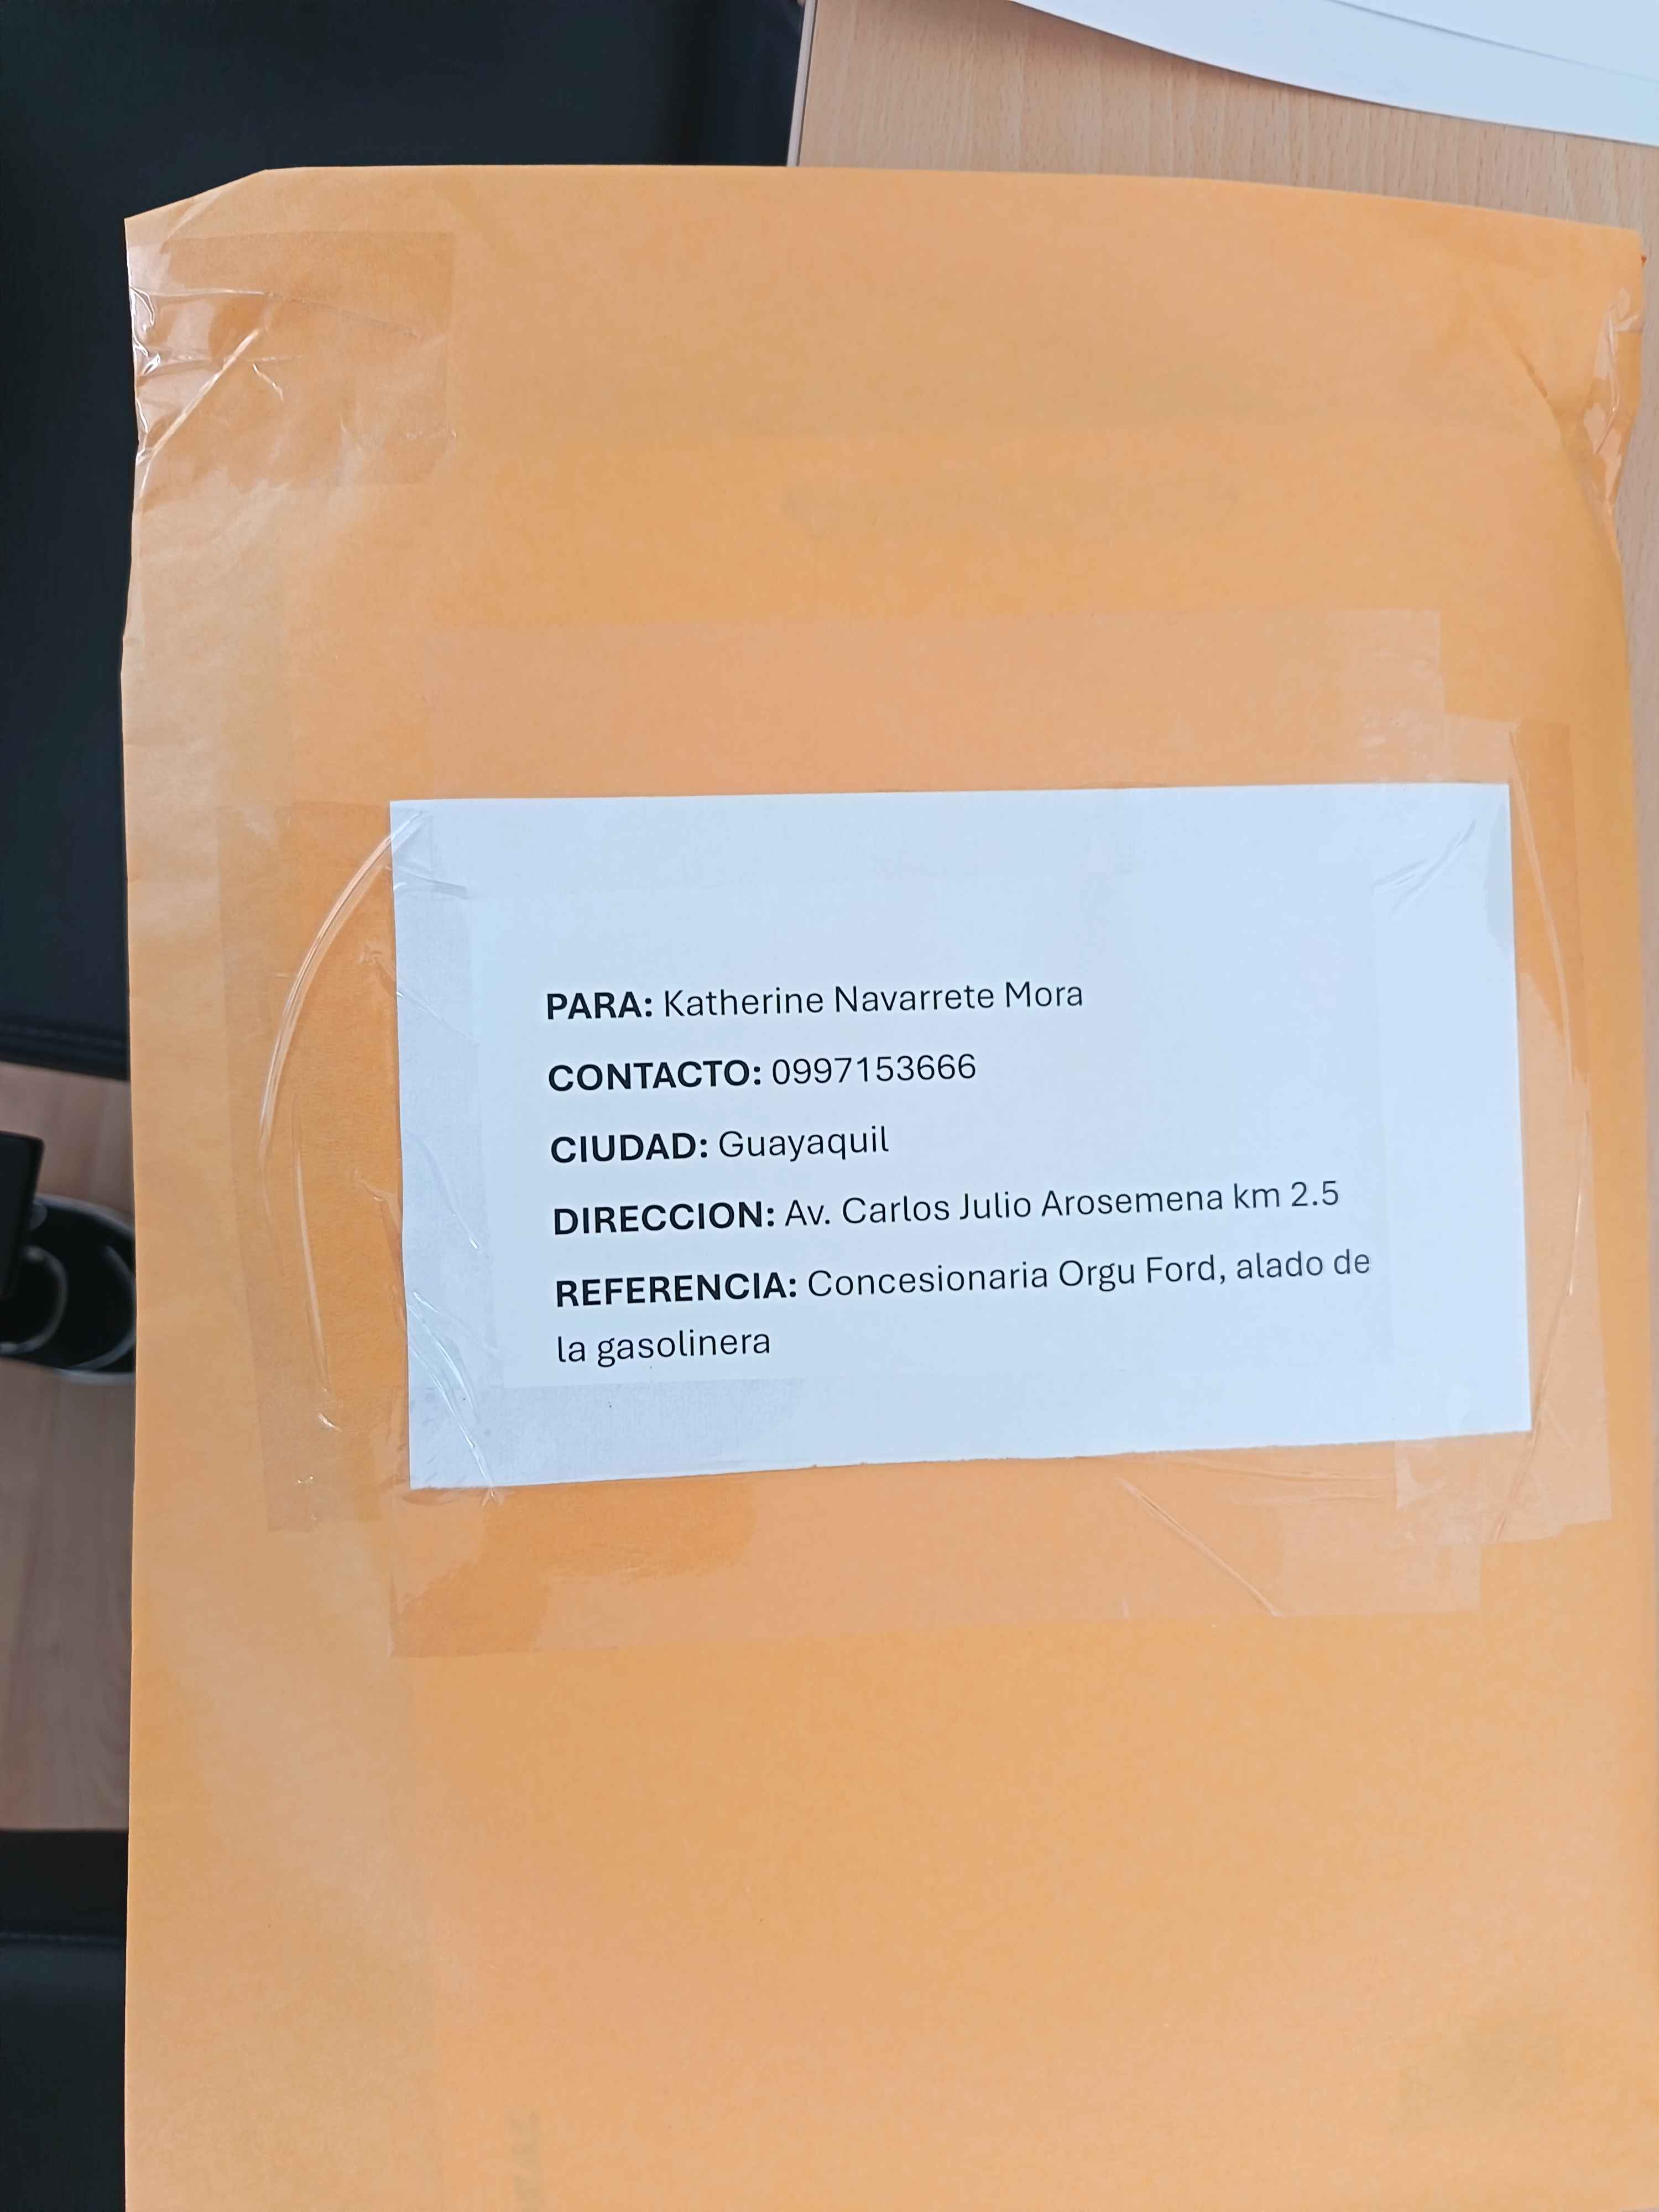 PARA: Katherine Navarrete Mora
CONTACTO: 0997153666
CIUDAD: Guayaquil
DIRECCION: Av. Carlos Julio Arosemena km 2.5
REFERENCIA: Concesionaria Orgu Ford, alado de
la gasolinera